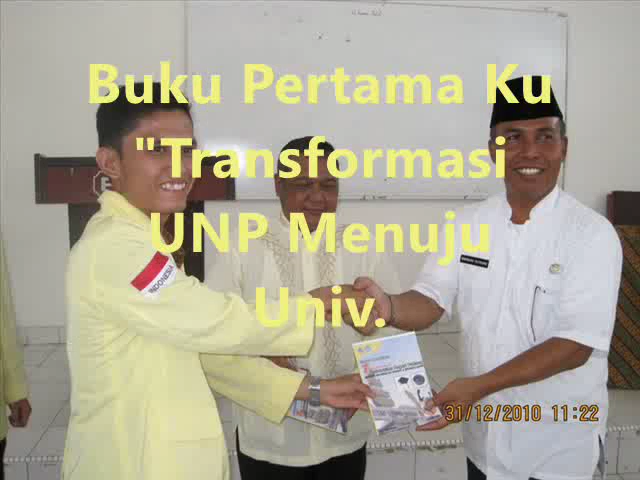 Buku Pertama Ku
"Transformasi
UNP Menuju
Univ.
INDONESIA
31/12/2010 11:22